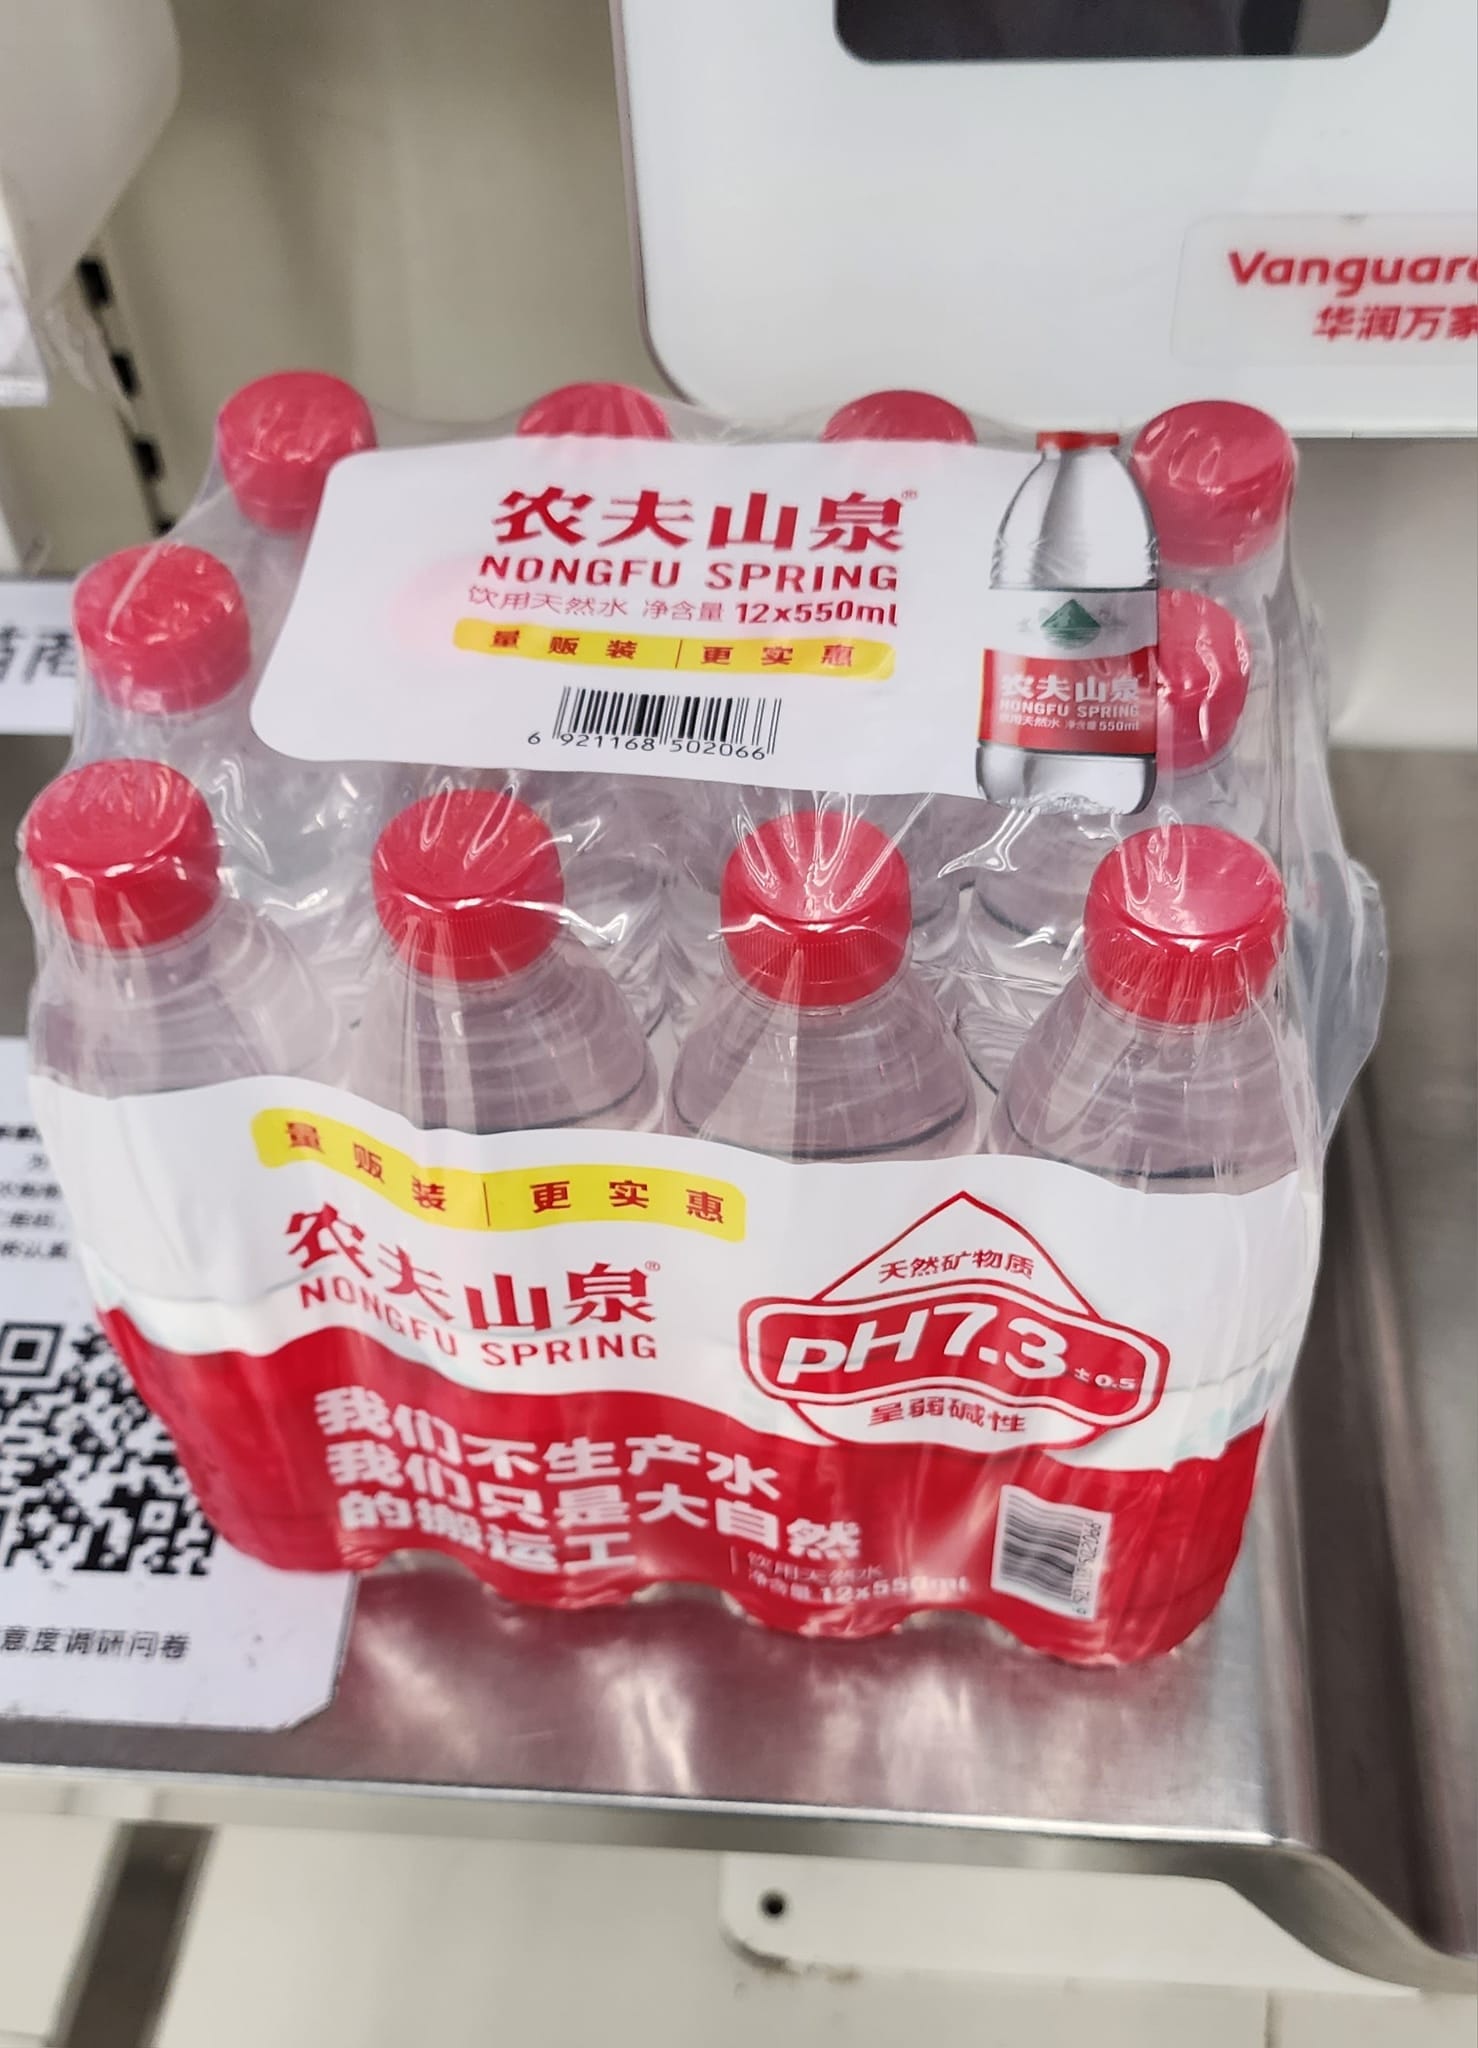 Vanguar
华润万家
农夫山泉®
NONGFU SPRING
饮用天然水 净含量 12x550ml
量贩装 | 更实惠
6 921168 502066
农夫山泉
NONGFU SPRING
饮用天然水 净含量 550ml
量贩装 | 更实惠
农夫山泉®
NONGFU SPRING
天然矿物质
PH7.3±0.5
呈弱碱性
我们不生产水
我们只是大自然
的搬运工
饮用天然水
净含量 12x550ml
6 921168 502066
意度调研问卷